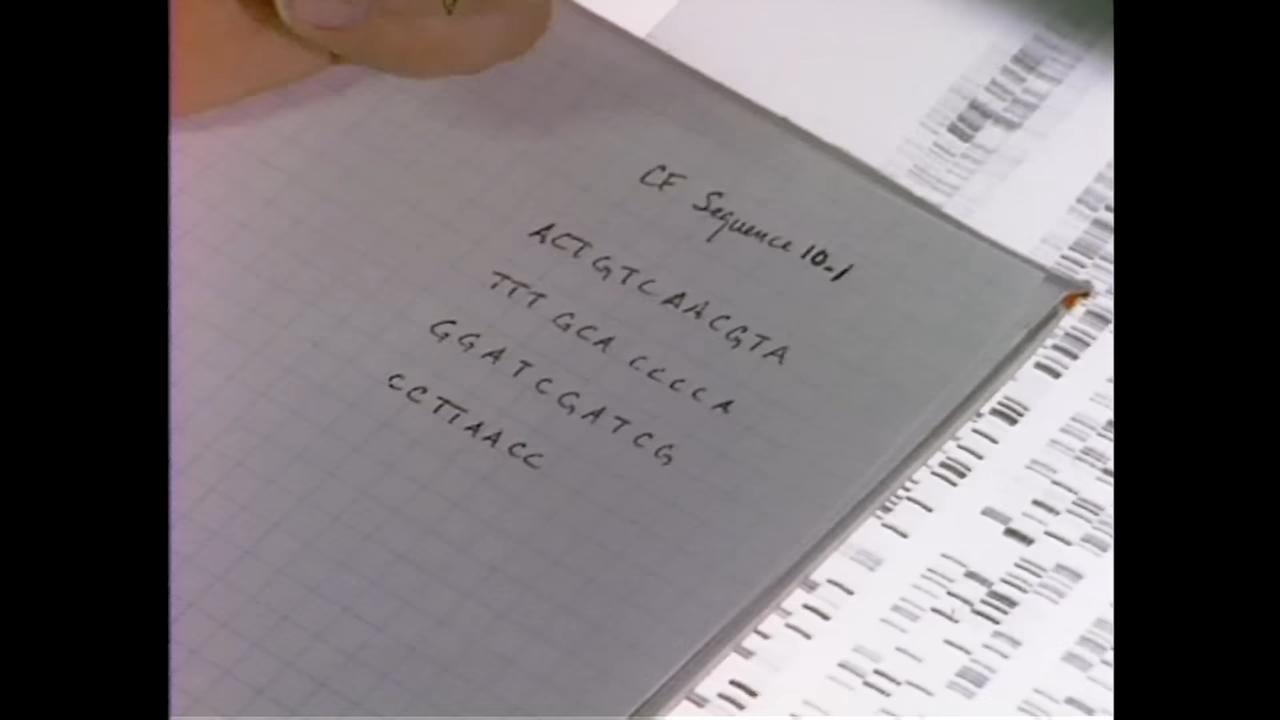 CF Sequence 10-1
ACTGTCAACGTA
TTT GCA CCCCA
GGATCGATCG
CCTTAACC